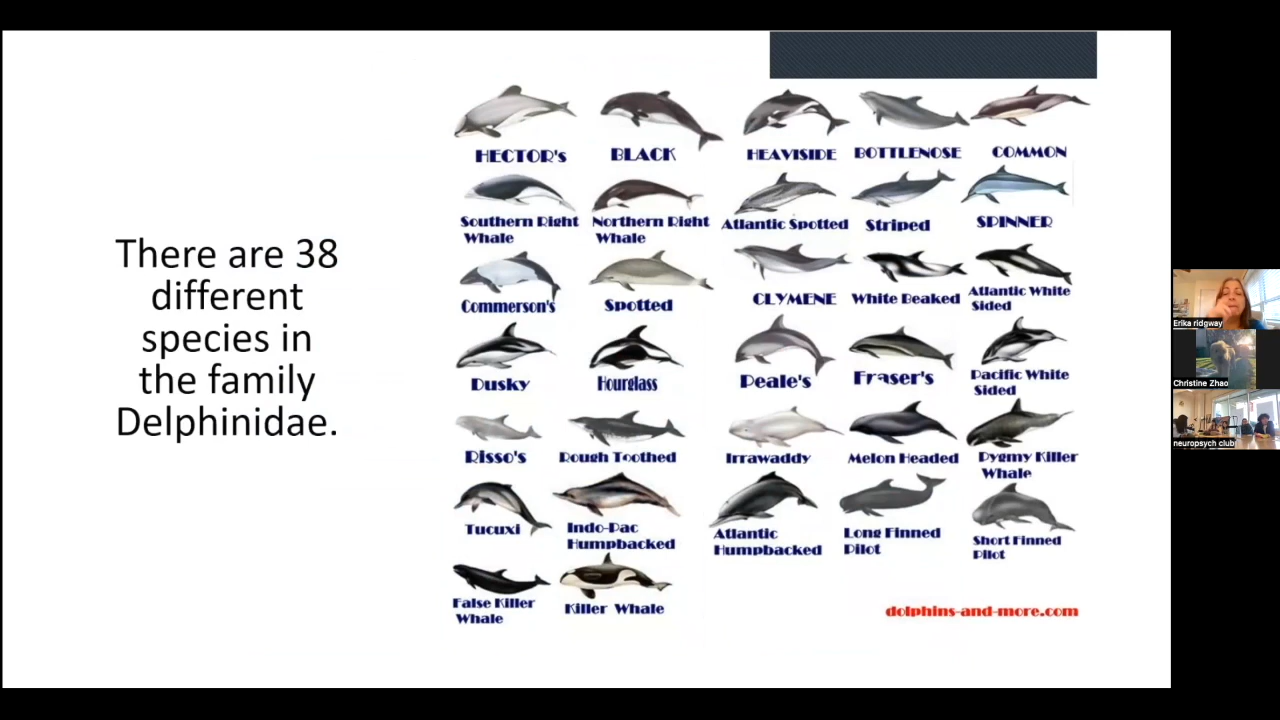 There are 38
different
species in
the family
Delphinidae.
HECTOR's
BLACK
HEAVISIDE
BOTTLENOSE
COMMON
Southern Right
Whale
Northern Right
Whale
Atlantic Spotted
Striped
SPINNER
Commerson's
Spotted
CLYMENE
White Beaked
Atlantic White
Sided
Dusky
Hourglass
Peale's
Fraser's
Pacific White
Sided
Risso's
Rough Toothed
Irrawaddy
Melon Headed
Pygmy Killer
Whale
Tucuxi
Indo-Pac
Humpbacked
Atlantic
Humpbacked
Long Finned
Pilot
Short Finned
Pilot
False Killer
Whale
Killer Whale
dolphins-and-more.com
Erika ridgway
Christine Zhao
neuropsych club